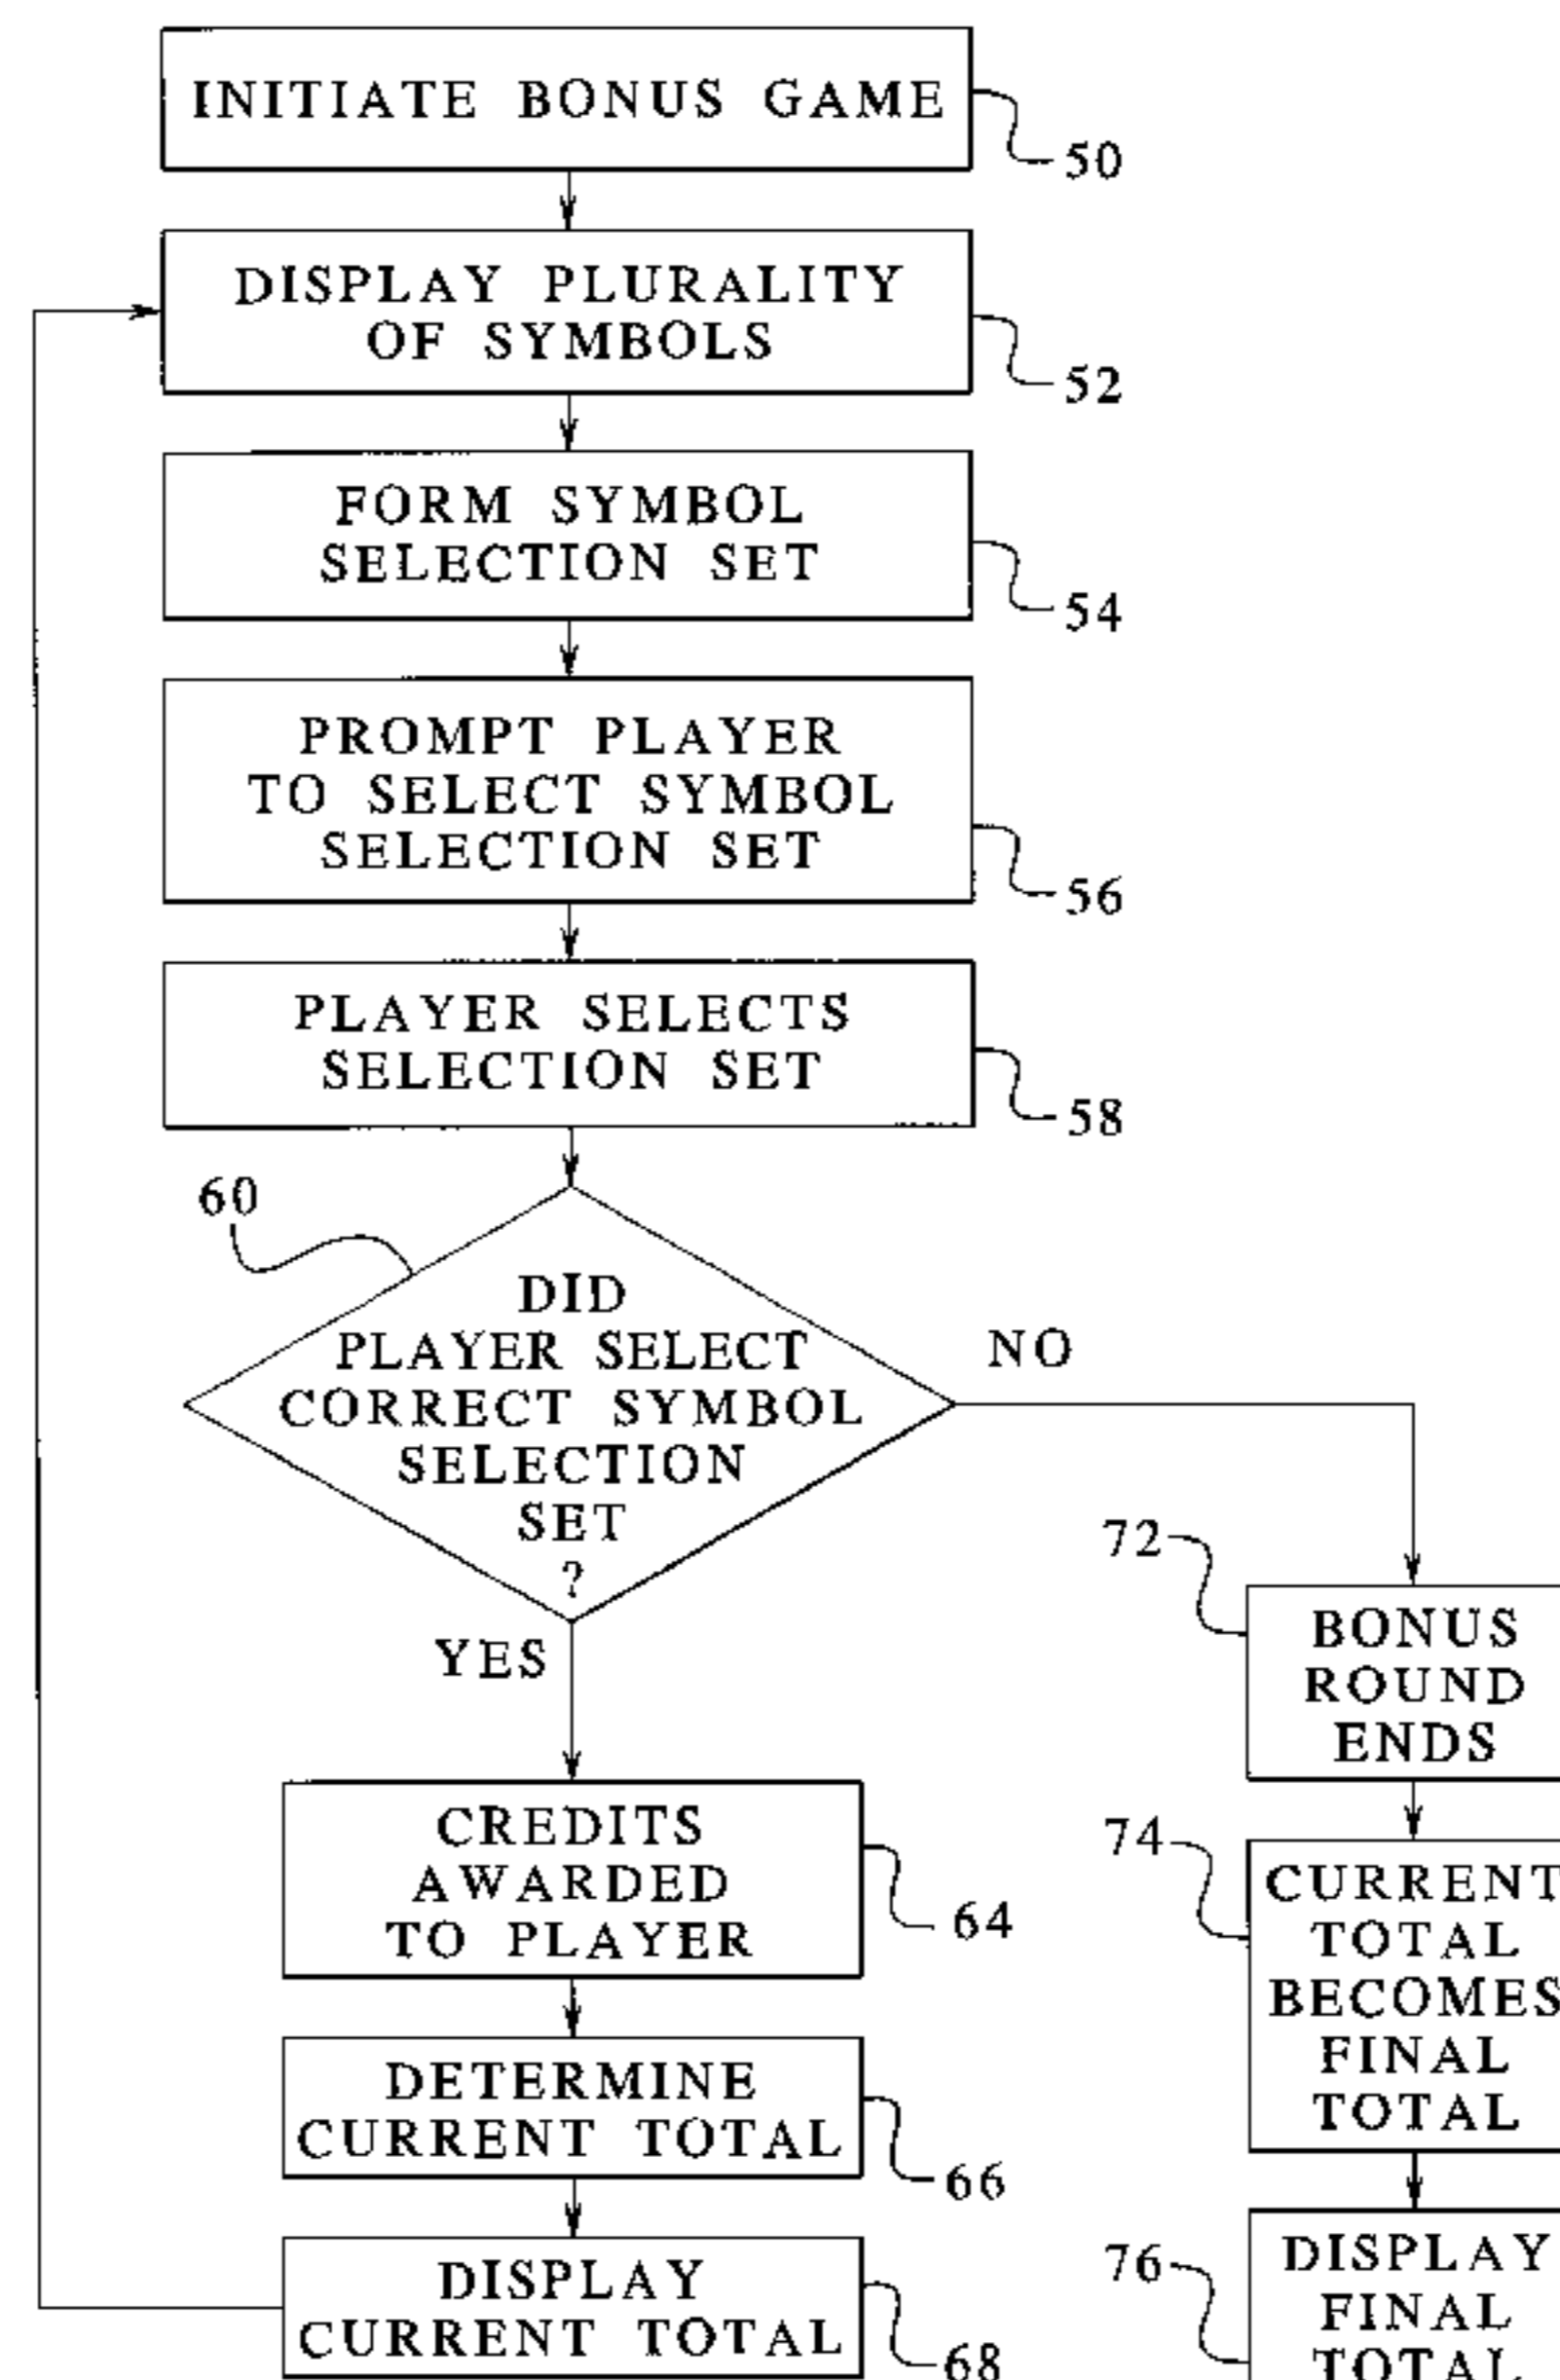 INITIATE BONUS GAME
50
DISPLAY PLURALITY
OF SYMBOLS
52
FORM SYMBOL
SELECTION SET
54
PROMPT PLAYER
TO SELECT SYMBOL
SELECTION SET
56
PLAYER SELECTS
SELECTION SET
58
60
DID
PLAYER SELECT
CORRECT SYMBOL
SELECTION
SET
?
NO
YES
72
BONUS
ROUND
ENDS
CREDITS
AWARDED
TO PLAYER
64
74
CURRENT
TOTAL
BECOMES
FINAL
TOTAL
DETERMINE
CURRENT TOTAL
66
DISPLAY
CURRENT TOTAL
68
76
DISPLAY
FINAL
TOTAL